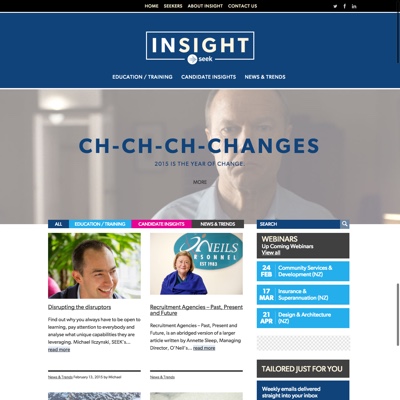 HOME SEEKERS ABOUT INSIGHT CONTACT US
INSIGHT
seek
EDUCATION / TRAINING CANDIDATE INSIGHTS NEWS & TRENDS
CH-CH-CH-CHANGES
2015 IS THE YEAR OF CHANGE
MORE
ALL EDUCATION / TRAINING CANDIDATE INSIGHTS NEWS & TRENDS
SEARCH
O'NEILS
PERSONNEL
EST 1983
Disrupting the disruptors
Find out why you always have to be open to
learning, pay attention to everybody and
analyse what unique capabilities they are
leveraged, Michael Ilczynski, SEEK's...
read more
News & Trends February 13, 2015 by Michael
Recruitment Agencies - Past, Present
and Future
Recruitment Agencies - Past, Present and
Future, is an abridged version of a larger
article written by Annette Sleep, Managing
Director, O'Neil's...
read more
News & Trends
WEBINARS
Up Coming Webinars
View all
24 FEB
Community Services &
Development (NZ)
17 MAR
Insurance &
Superannuation (NZ)
21 APR
Design & Architecture
(NZ)
TAILORED JUST FOR YOU
Weekly emails delivered
straight into your inbox